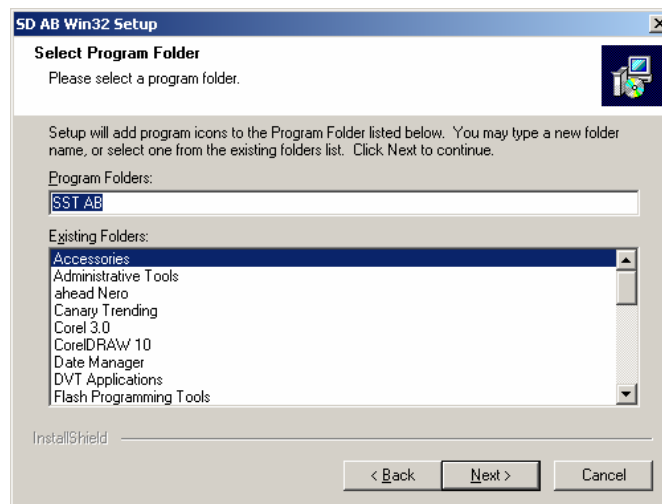 SD AB Win32 Setup
Select Program Folder
Please select a program folder.
Setup will add program icons to the Program Folder listed below. You may type a new folder
name, or select one from the existing folders list. Click Next to continue.
Program Folders:
SST AB
Existing Folders:
Accessories
Administrative Tools
ahead Nero
Canary Trending
Corel 3.0
CorelDRAW 10
Date Manager
DVT Applications
Flash Programming Tools
InstallShield
< Back
Next >
Cancel